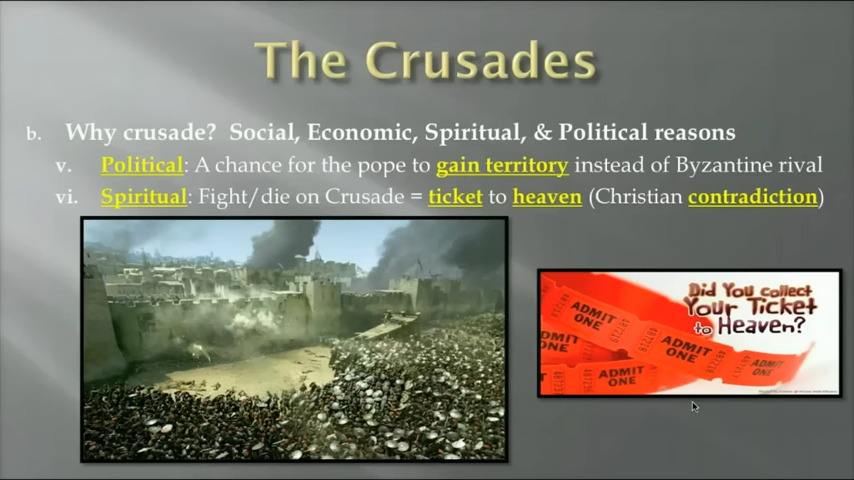 The Crusades
b. Why crusade? Social, Economic, Spiritual, & Political reasons
v. Political: A chance for the pope to gain territory instead of Byzantine rival
vi. Spiritual: Fight/die on Crusade = ticket to heaven (Christian contradiction)
Did You collect
Your Ticket
to Heaven?
ADMIT
ONE
487219
ADMIT
ONE
487218
ADMIT
ONE
ADMIT
ONE